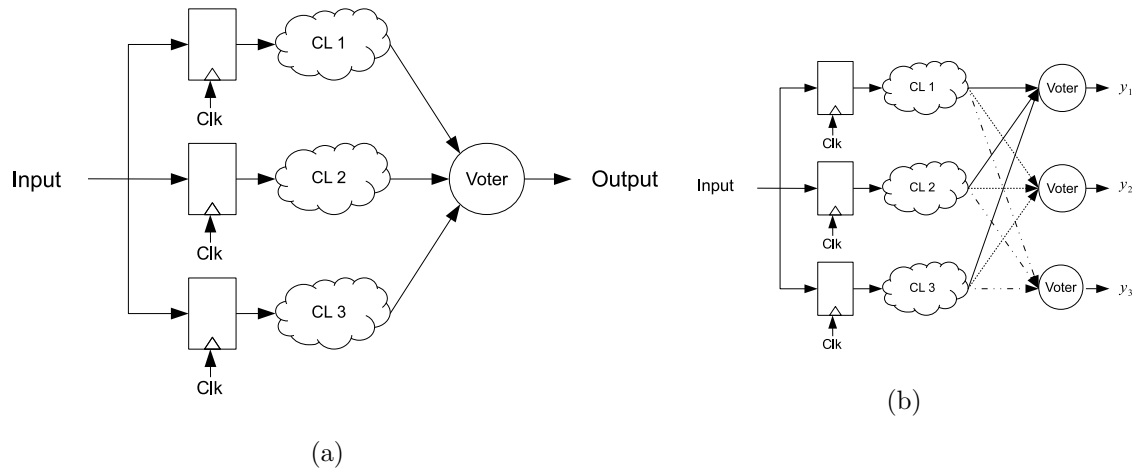 CL 1
Clk
Input
CL 2
Voter
Output
Clk
CL 3
Clk
(a)
CL 1
Voter
y1
Clk
Input
CL 2
Voter
y2
Clk
CL 3
Voter
y3
Clk
(b)